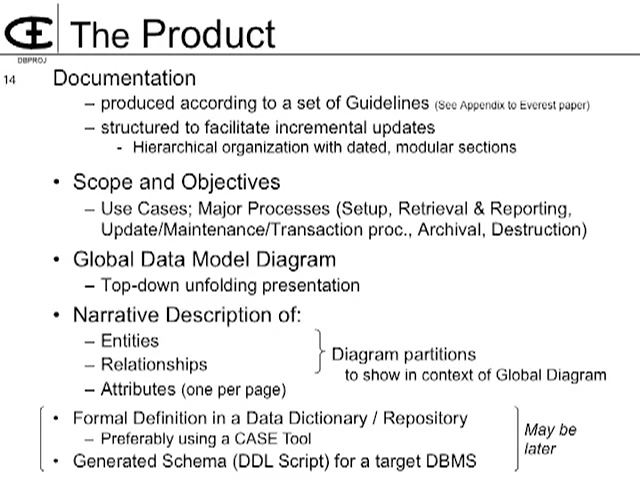 The Product
DBPROJ
14
Documentation
– produced according to a set of Guidelines (See Appendix to Everest paper)
– structured to facilitate incremental updates
- Hierarchical organization with dated, modular sections
• Scope and Objectives
– Use Cases; Major Processes (Setup, Retrieval & Reporting,
Update/Maintenance/Transaction proc., Archival, Destruction)
• Global Data Model Diagram
– Top-down unfolding presentation
• Narrative Description of:
– Entities
– Relationships
– Attributes (one per page)
Diagram partitions
to show in context of Global Diagram
• Formal Definition in a Data Dictionary / Repository
– Preferably using a CASE Tool
• Generated Schema (DDL Script) for a target DBMS
May be
later